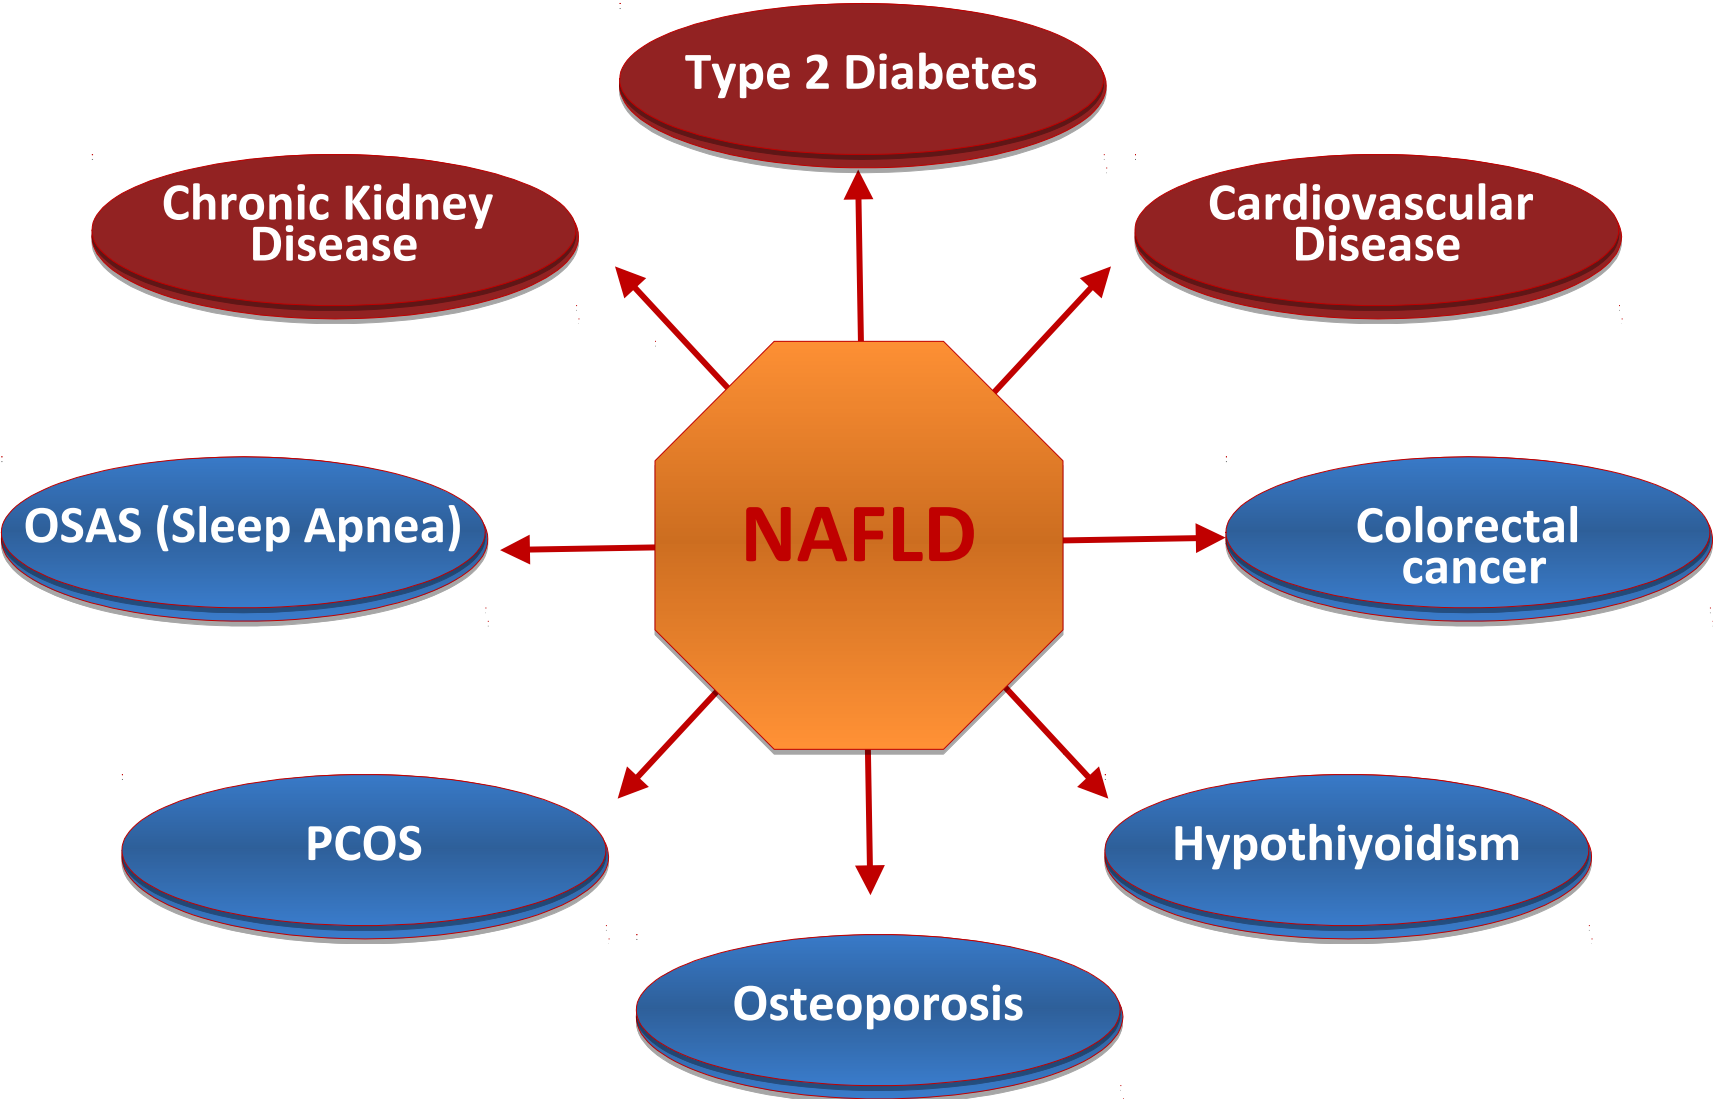 Type 2 Diabetes
Chronic Kidney
Disease
Cardiovascular
Disease
OSAS (Sleep Apnea)
NAFLD
Colorectal
cancer
PCOS
Hypothiyoidism
Osteoporosis